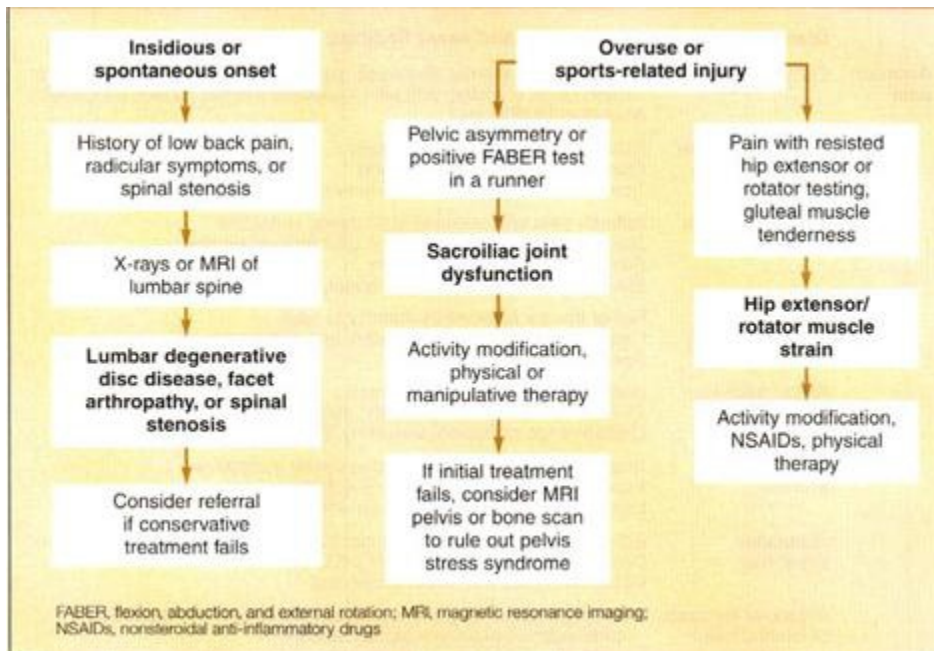 Insidious or
spontaneous onset
History of low back pain,
radicular symptoms, or
spinal stenosis
X-rays or MRI of
lumbar spine
Lumbar degenerative
disc disease, facet
arthropathy, or spinal
stenosis
Consider referral
if conservative
treatment fails
Overuse or
sports-related injury
Pelvic asymmetry or
positive FABER test
in a runner
Sacroiliac joint
dysfunction
Activity modification,
physical or
manipulative therapy
If initial treatment
fails, consider MRI
pelvis or bone scan
to rule out pelvis
stress syndrome
Pain with resisted
hip extensor or
rotator testing,
gluteal muscle
tenderness
Hip extensor/
rotator muscle
strain
Activity modification,
NSAIDs, physical
therapy
FABER, flexion, abduction, and external rotation; MRI, magnetic resonance imaging;
NSAIDs, nonsteroidal anti-inflammatory drugs